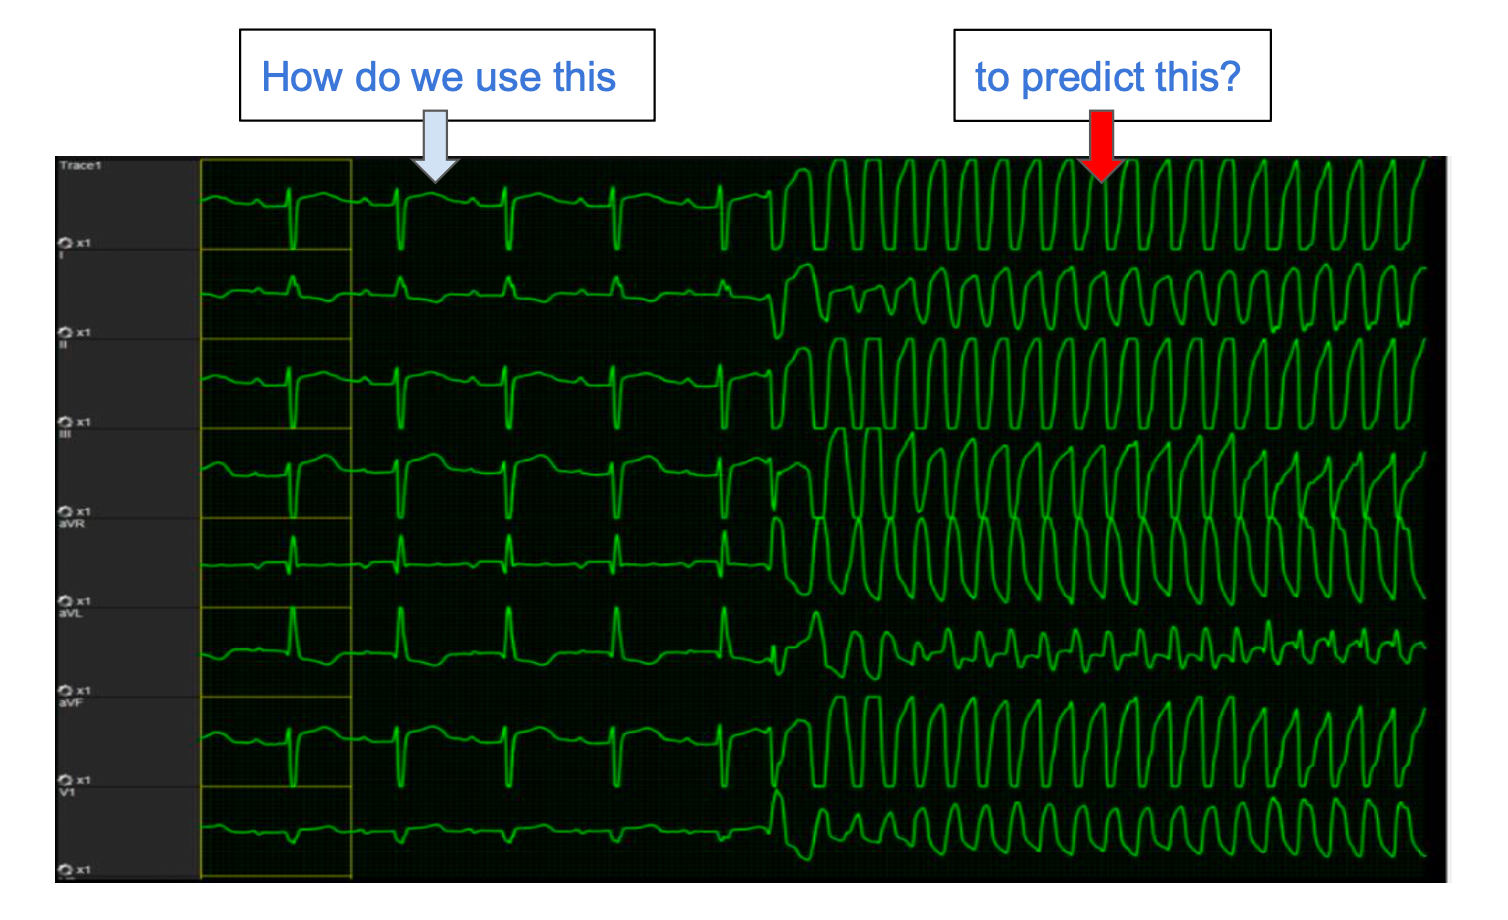 How do we use this
to predict this?
Trace1
x1
I
x1
II
x1
III
x1
aVR
x1
aVL
x1
aVF
x1
V1
x1